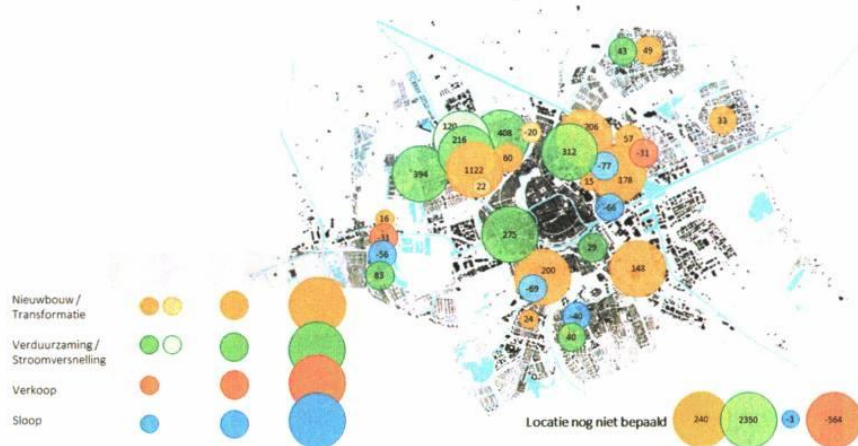 43 49
33
120 408 -20 206
216 312 57 -31
394 1122 60 -77
22 15 178
-66
16
-31 275 29
-56
83 200 143
-69
24 -40
40
Nieuwbouw /
Transformatie
Verduurzaming /
Stroomversnelling
Verkoop
Sloop
Locatie nog niet bepaald 240 2350 -1 -564